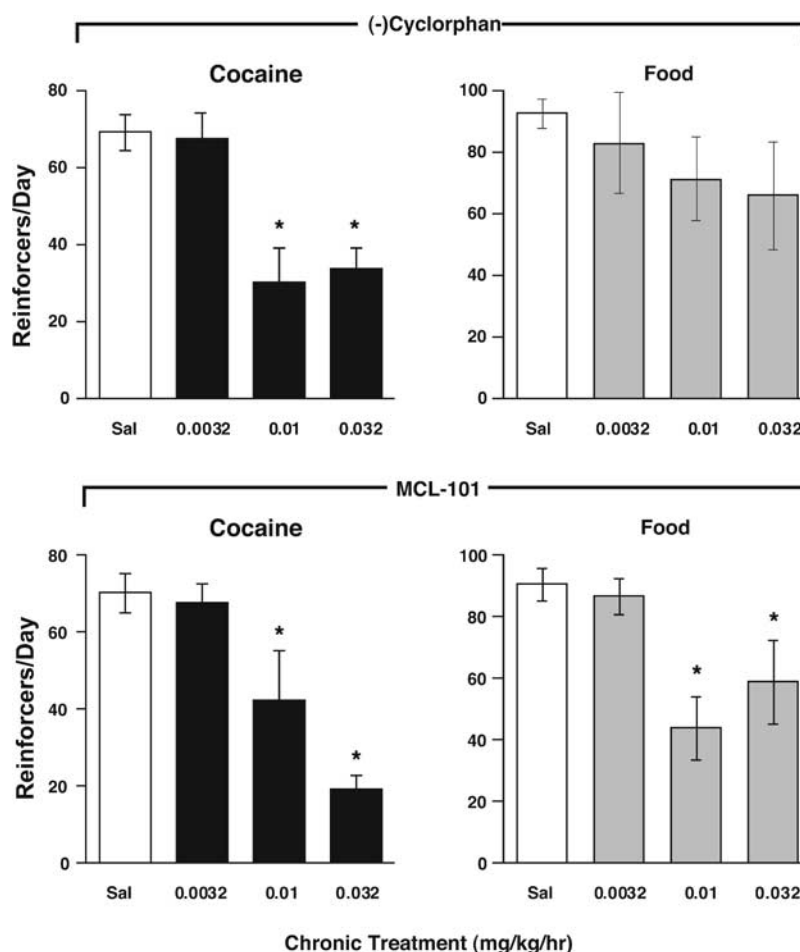 (-)Cyclorphan
Cocaine
Food
Reinforcers/Day
80
60
40
20
0
*
*
Sal 0.0032 0.01 0.032
100
80
60
40
20
0
Sal 0.0032 0.01 0.032
MCL-101
Cocaine
Food
Reinforcers/Day
80
60
40
20
0
*
*
Sal 0.0032 0.01 0.032
100
80
60
40
20
0
*
*
Sal 0.0032 0.01 0.032
Chronic Treatment (mg/kg/hr)